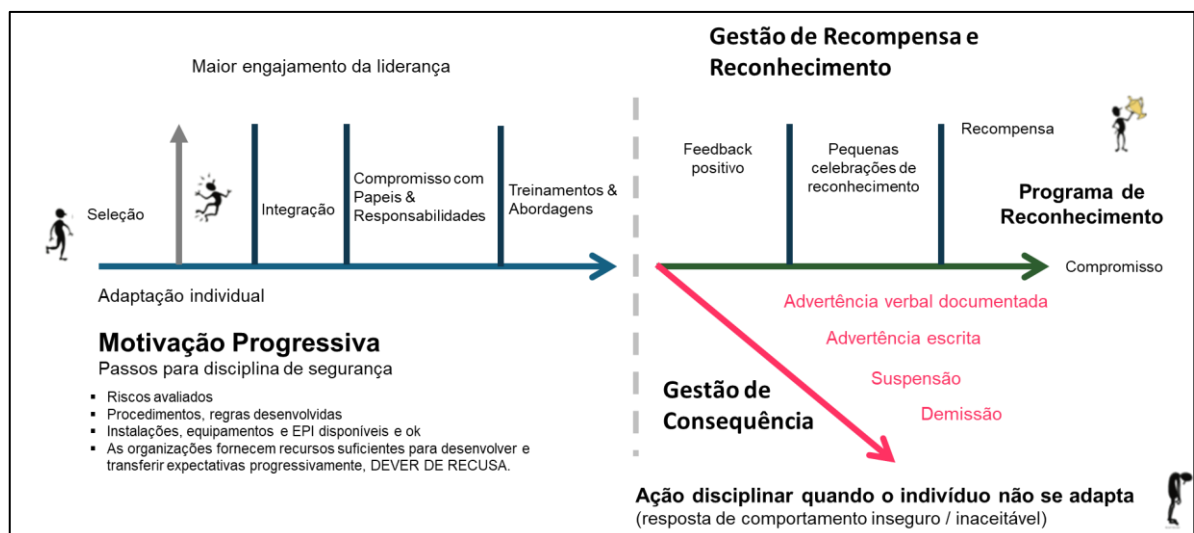 Maior engajamento da liderança
Seleção
Integração
Compromisso com
Papeis &
Responsabilidades
Treinamentos &
Abordagens
Adaptação individual
Motivação Progressiva
Passos para disciplina de segurança
▪ Riscos avaliados
▪ Procedimentos, regras desenvolvidas
▪ Instalações, equipamentos e EPI disponíveis e ok
▪ As organizações fornecem recursos suficientes para desenvolver e
transferir expectativas progressivamente, DEVER DE RECUSA.
Gestão de Recompensa e
Reconhecimento
Feedback
positivo
Pequenas
celebrações de
reconhecimento
Recompensa
Programa de
Reconhecimento
Compromisso
Advertência verbal documentada
Advertência escrita
Suspensão
Demissão
Gestão de
Consequência
Ação disciplinar quando o indivíduo não se adapta
(resposta de comportamento inseguro / inaceitável)